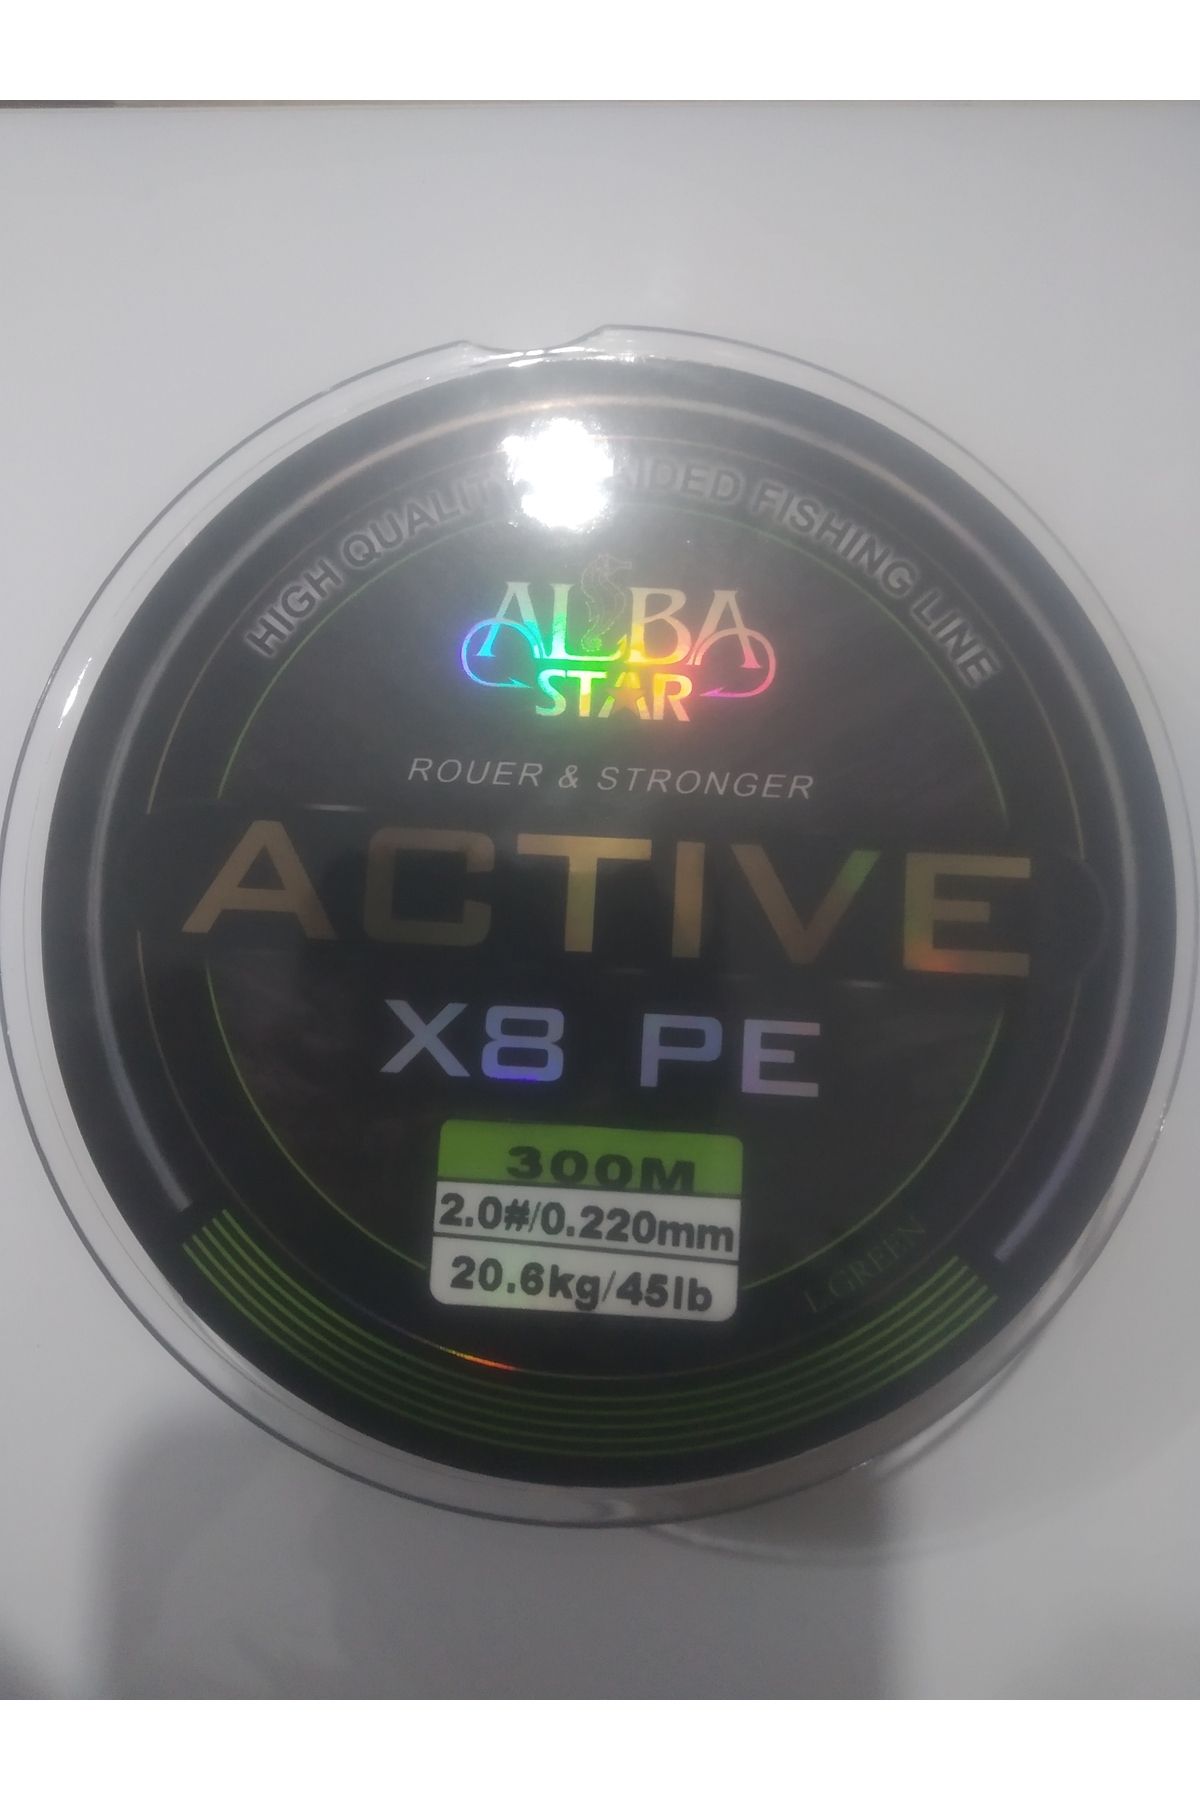 HIGH QUALITY BRAIDED FISHING LINE
ALBA
STAR
ROUER & STRONGER
ACTIVE
X8 PE
300M
2.0#/0.220mm
20.6kg/45lb
L.GREEN